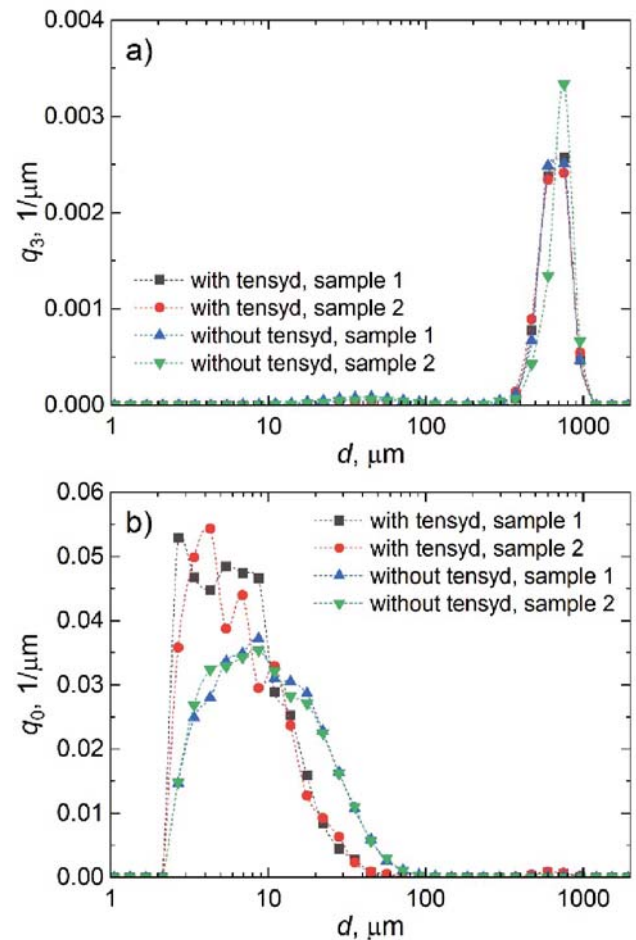 a)
0.004
0.003
0.002
0.001
0.000
q3, 1/μm
with tensyd, sample 1
with tensyd, sample 2
without tensyd, sample 1
without tensyd, sample 2
1 10 100 1000
d, μm
b)
0.06
0.05
0.04
0.03
0.02
0.01
0.00
q0, 1/μm
with tensyd, sample 1
with tensyd, sample 2
without tensyd, sample 1
without tensyd, sample 2
1 10 100 1000
d, μm